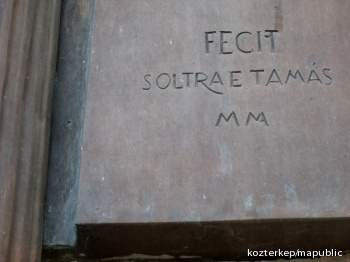 FECIT
SOLTRA E TAMÁS
MM
kozterkep/mapublic